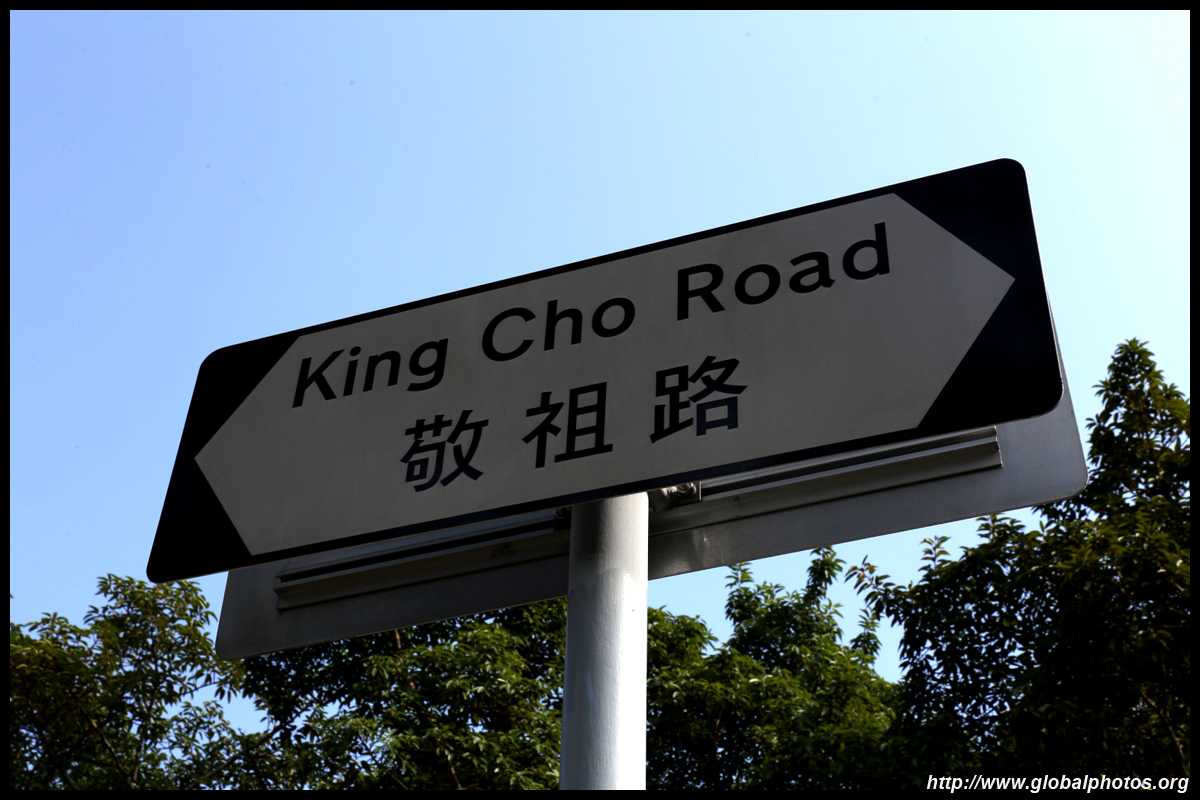 King Cho Road
敬祖路
http://www.globalphotos.org